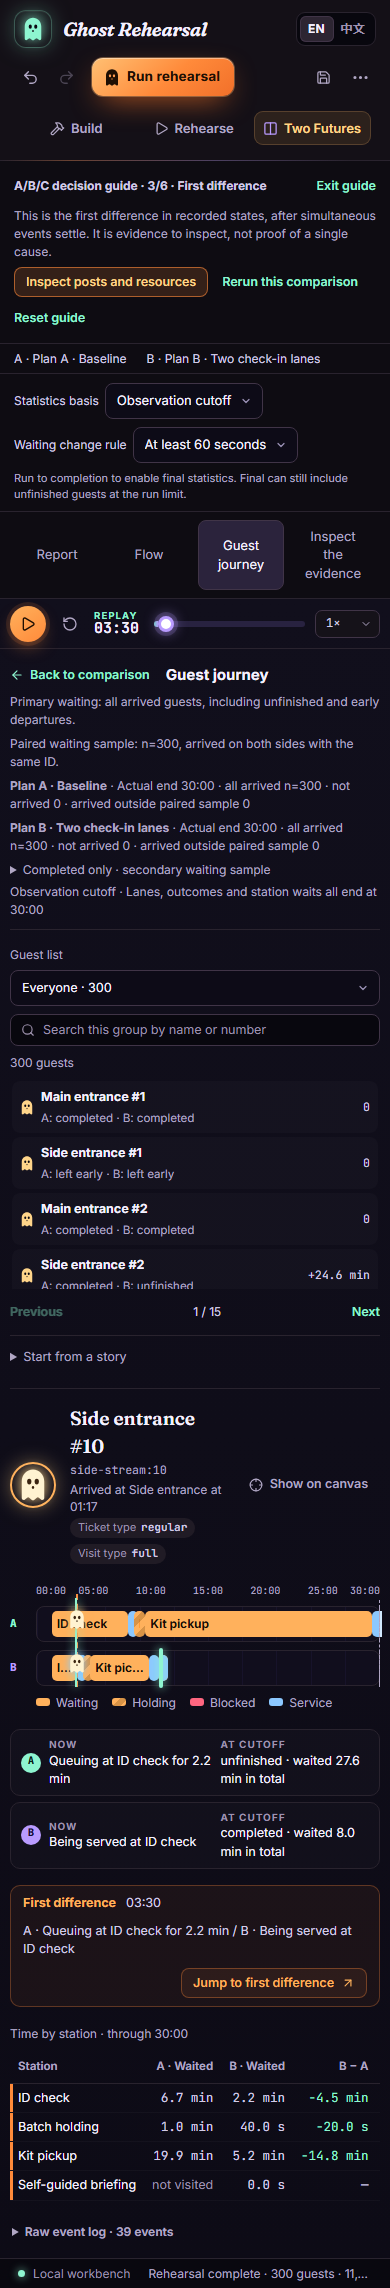 Ghost Rehearsal
EN 中文
Run rehearsal
Build Rehearse Two Futures
A/B/C decision guide · 3/6 · First difference Exit guide
This is the first difference in recorded states, after simultaneous
events settle. It is evidence to inspect, not proof of a single
cause.
Inspect posts and resources Rerun this comparison
Reset guide
A · Plan A · Baseline B · Plan B · Two check-in lanes
Statistics basis Observation cutoff
Waiting change rule At least 60 seconds
Run to completion to enable final statistics. Final can still include
unfinished guests at the run limit.
Report Flow Guest
journey Inspect
the
evidence
REPLAY
03:30 1×
Back to comparison Guest journey
Primary waiting: all arrived guests, including unfinished and early
departures.
Paired waiting sample: n=300, arrived on both sides with the
same ID.
Plan A · Baseline · Actual end 30:00 · all arrived n=300 · not
arrived 0 · arrived outside paired sample 0
Plan B · Two check-in lanes · Actual end 30:00 · all arrived
n=300 · not arrived 0 · arrived outside paired sample 0
Completed only · secondary waiting sample
Observation cutoff · Lanes, outcomes and station waits all end at
30:00
Guest list
Everyone · 300
Search this group by name or number
300 guests
Main entrance #1
A: completed · B: completed 0
Side entrance #1
A: left early · B: left early 0
Main entrance #2
A: completed · B: completed 0
Side entrance #2
A: completed · B: unfinished +24.6 min
Previous 1 / 15 Next
Start from a story
Side entrance
#10
side-stream:10
Arrived at Side entrance at
01:17
Show on canvas
Ticket type regular
Visit type full
00:00 05:00 10:00 15:00 20:00 25:00 30:00
A ID check Kit pickup
B I... Kit pic...
Waiting Holding Blocked Service
A NOW
Queuing at ID check for 2.2
min
AT CUTOFF
unfinished · waited 27.6
min in total
B NOW
Being served at ID check
AT CUTOFF
completed · waited 8.0
min in total
First difference 03:30
A · Queuing at ID check for 2.2 min / B · Being served at
ID check
Jump to first difference
Time by station · through 30:00
Station A · Waited B · Waited B − A
ID check 6.7 min 2.2 min -4.5 min
Batch holding 1.0 min 40.0 s -20.0 s
Kit pickup 19.9 min 5.2 min -14.8 min
Self-guided briefing not visited 0.0 s —
Raw event log · 39 events
Local workbench Rehearsal complete · 300 guests · 11,...